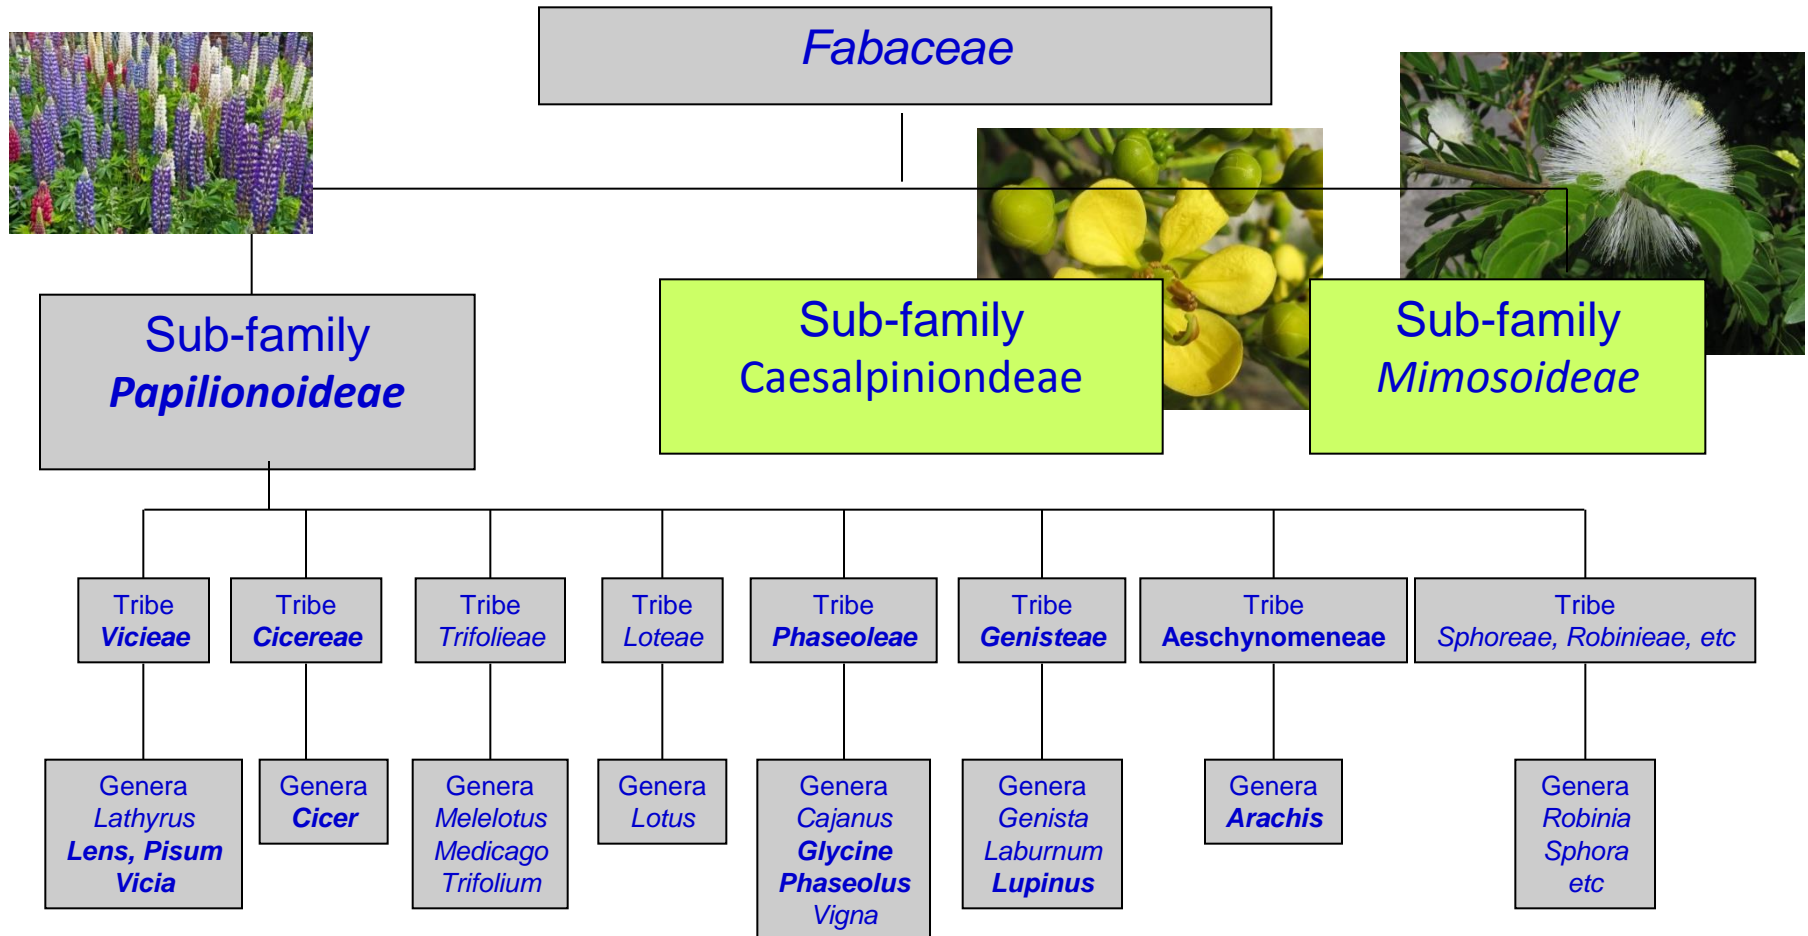 Fabaceae
Sub-family
Papilionoideae
Sub-family
Caesalpiniondeae
Sub-family
Mimosoideae
Tribe
Vicieae
Tribe
Cicereae
Tribe
Trifolieae
Tribe
Loteae
Tribe
Phaseoleae
Tribe
Genisteae
Tribe
Aeschynomeneae
Tribe
Sphoreae, Robinieae, etc
Genera
Lathyrus
Lens, Pisum
Vicia
Genera
Cicer
Genera
Melelotus
Medicago
Trifolium
Genera
Lotus
Genera
Cajanus
Glycine
Phaseolus
Vigna
Genera
Genista
Laburnum
Lupinus
Genera
Arachis
Genera
Robinia
Sphora
etc